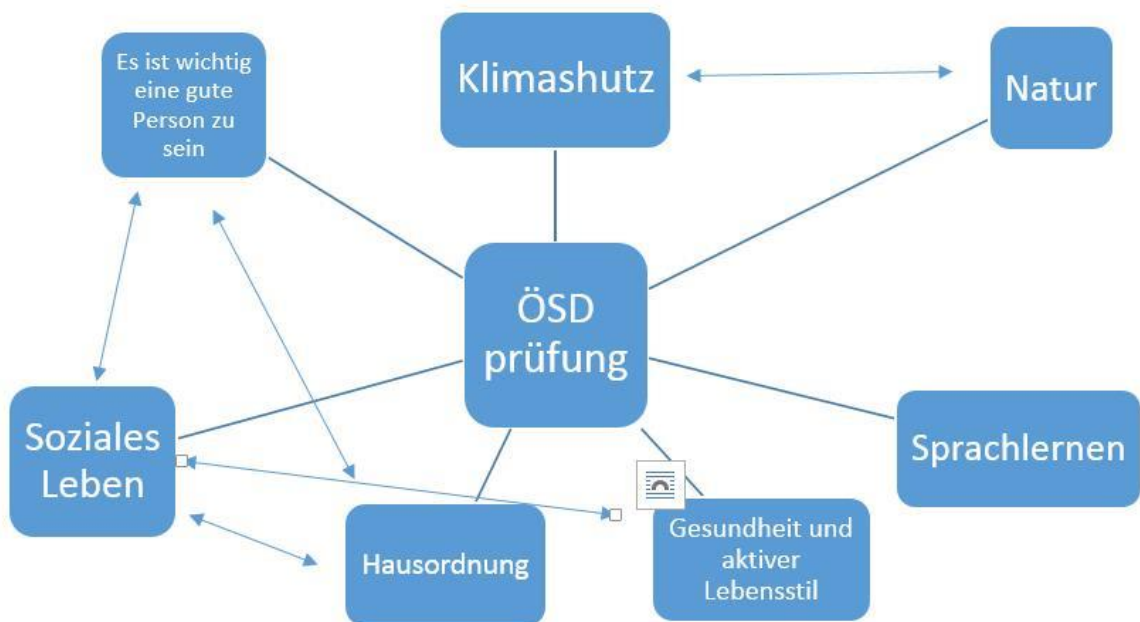 Es ist wichtig
eine gute
Person zu
sein
Klimashutz
Natur
ÖSD
prüfung
Soziales
Leben
Sprachlernen
Hausordnung
Gesundheit und
aktiver
Lebensstil